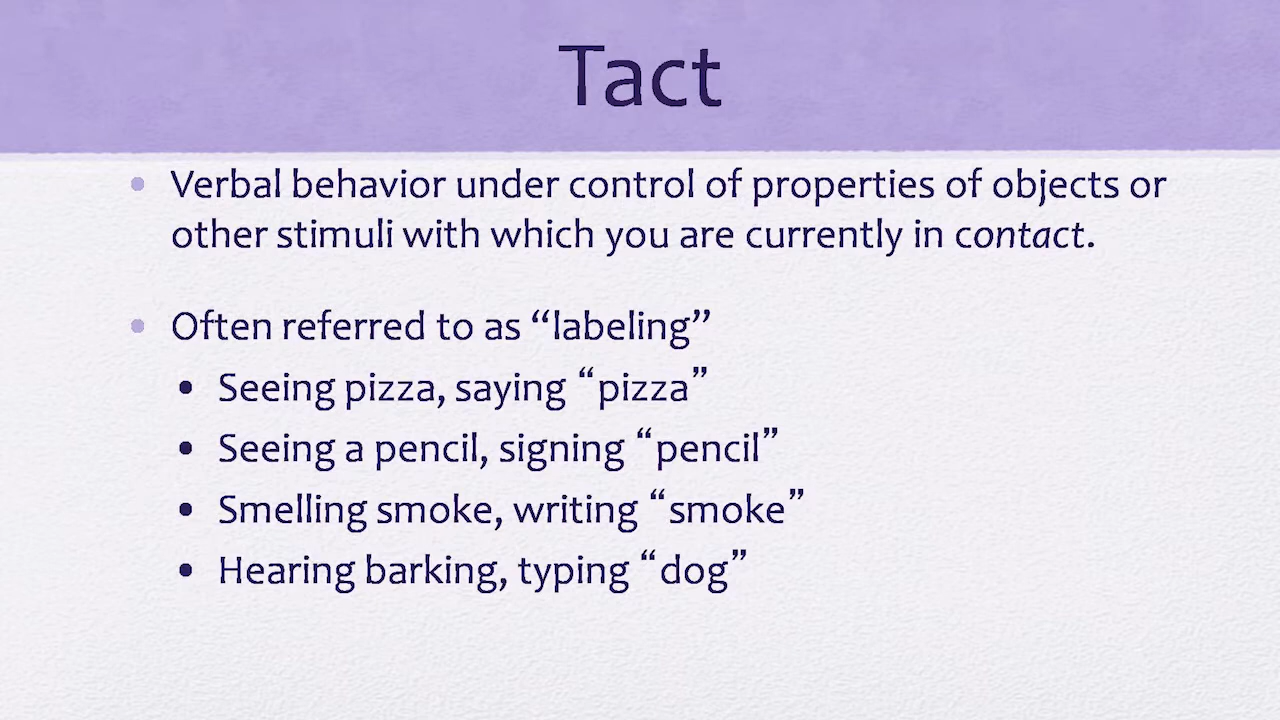 Tact
• Verbal behavior under control of properties of objects or
other stimuli with which you are currently in contact.
• Often referred to as “labeling”
• Seeing pizza, saying “pizza”
• Seeing a pencil, signing “pencil”
• Smelling smoke, writing “smoke”
• Hearing barking, typing “dog”